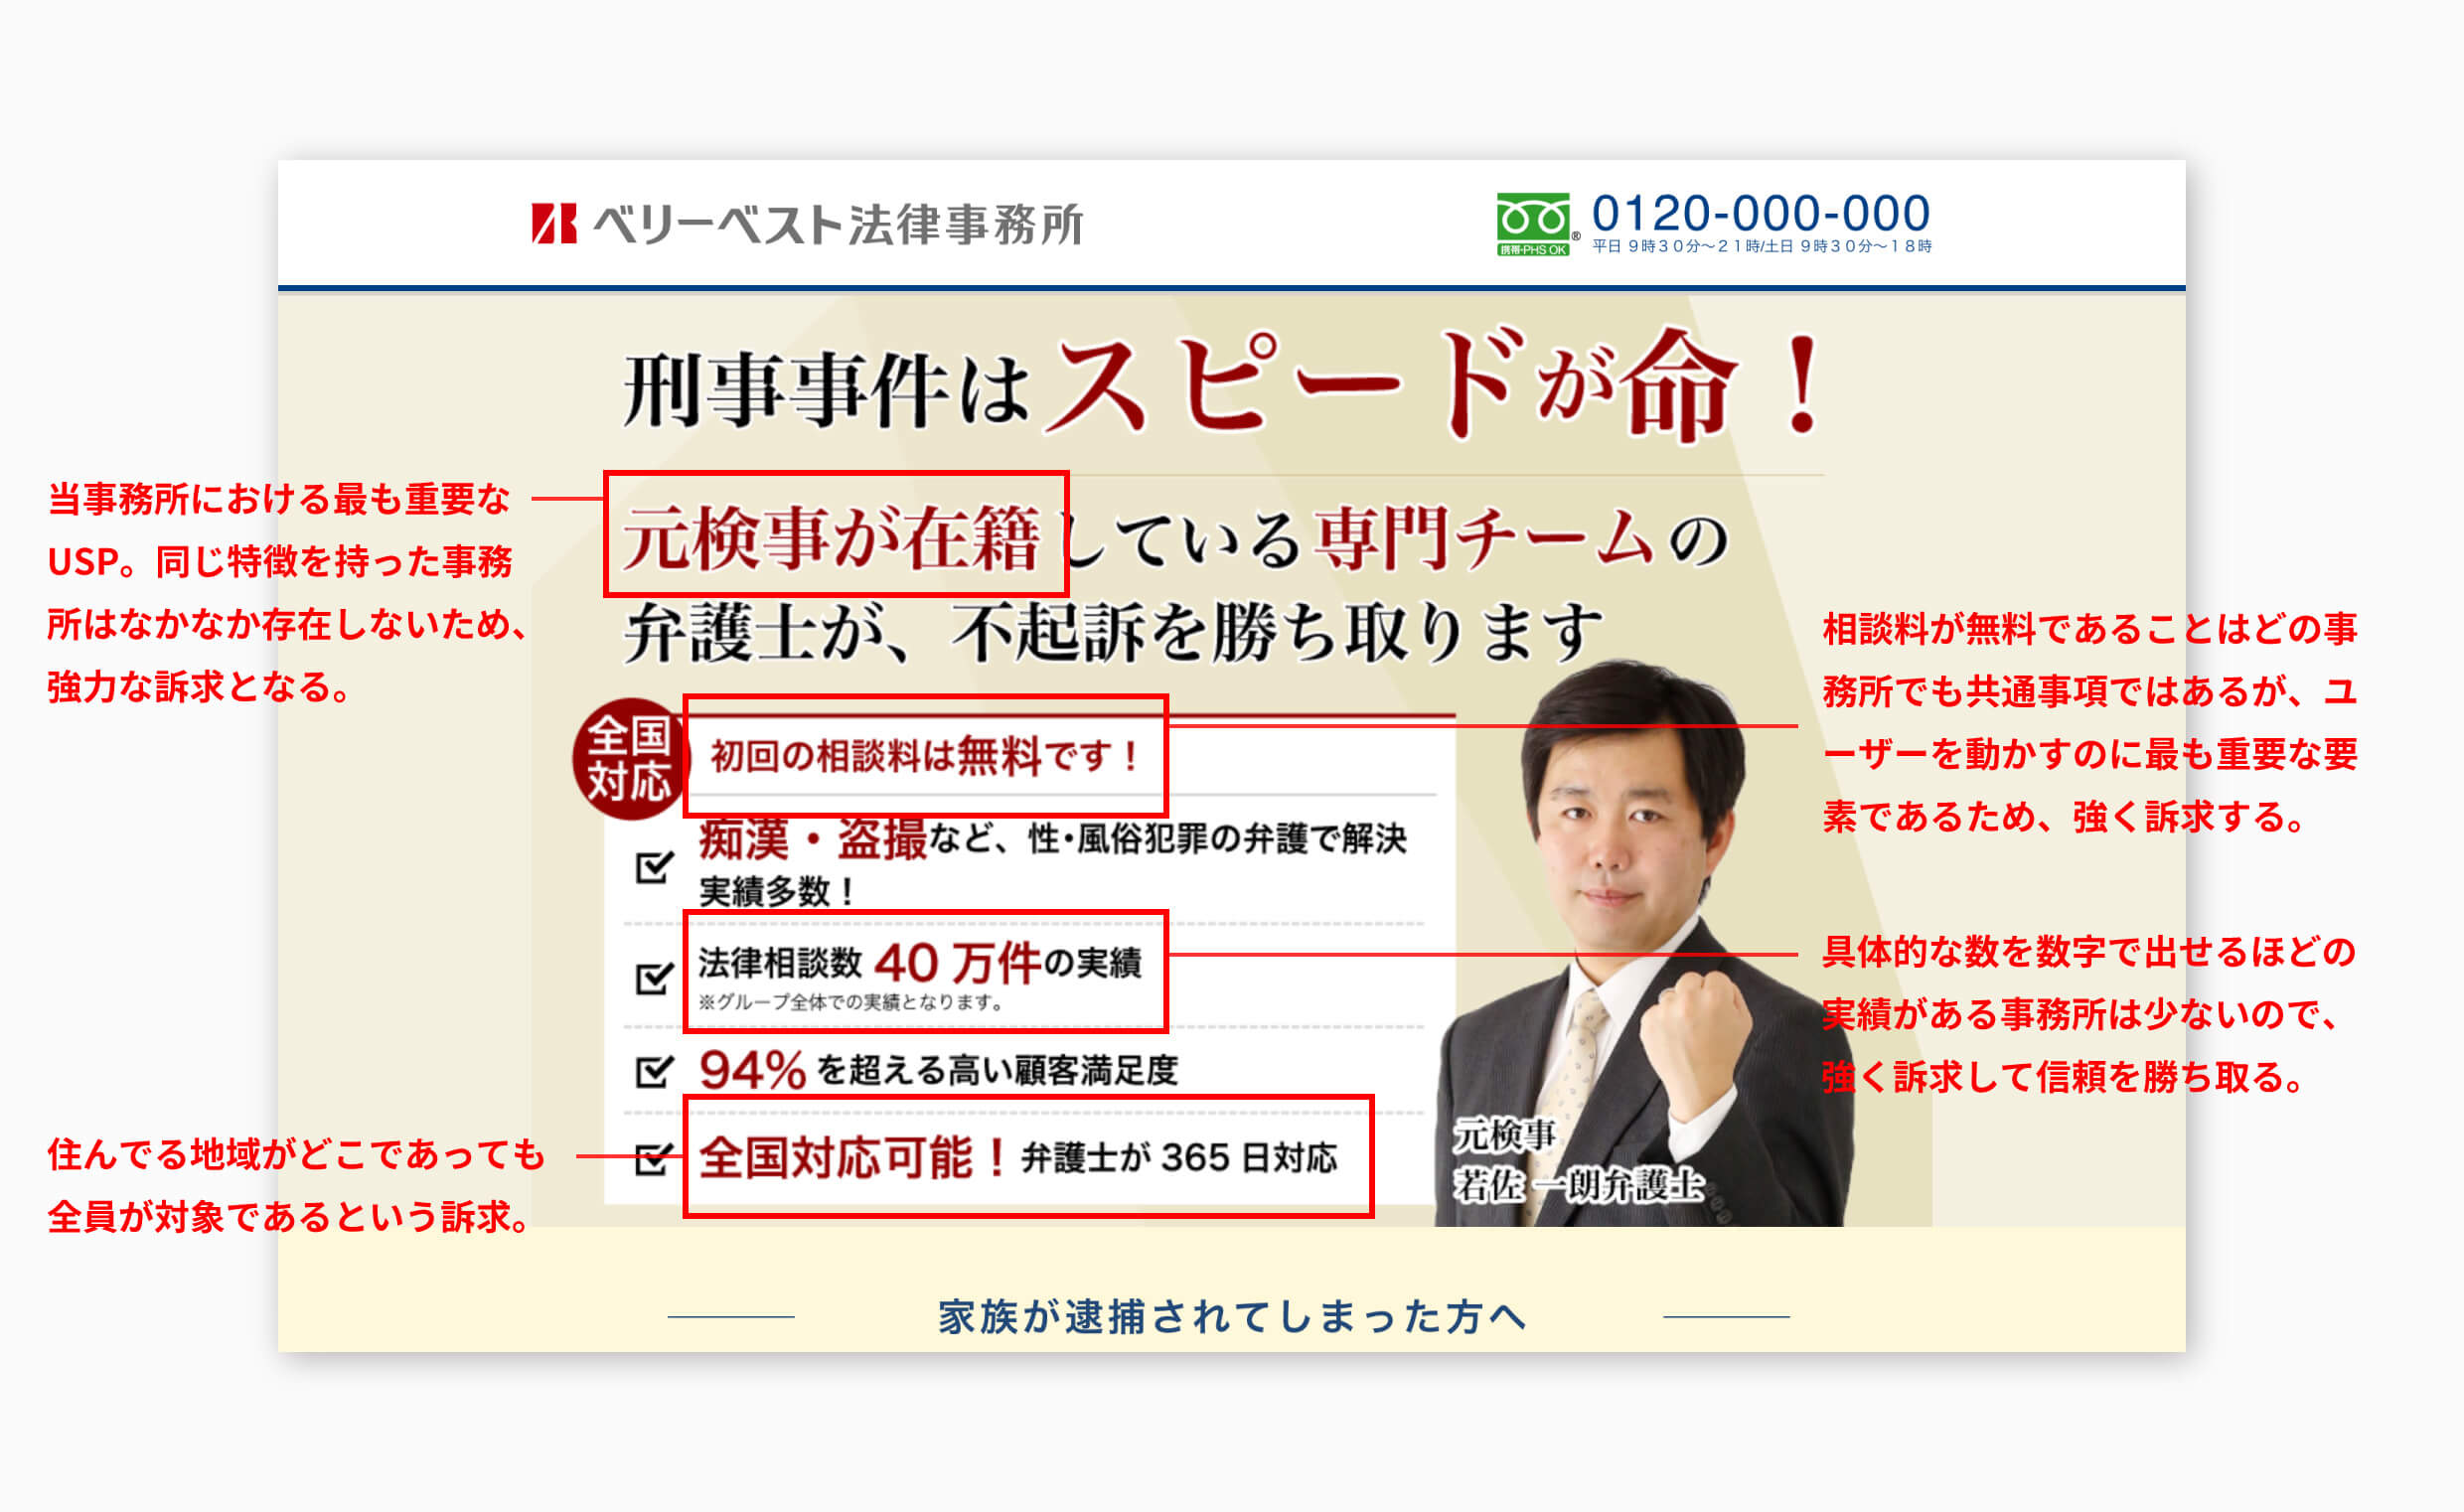 ベリーベスト法律事務所
携帯・PHS OK
®
0120-000-000
平日 9時30分〜21時/土日 9時30分〜18時
刑事事件はスピードが命！
元検事が在籍している専門チームの
弁護士が、不起訴を勝ち取ります
全国
対応
初回の相談料は無料です！
痴漢・盗撮など、性・風俗犯罪の弁護で解決
実績多数！
法律相談数 40 万件の実績
※グループ全体での実績となります。
94% を超える高い顧客満足度
全国対応可能！弁護士が 365 日対応
元検事
若佐 一朗弁護士
家族が逮捕されてしまった方へ
当事務所における最も重要な
USP。同じ特徴を持った事務
所はなかなか存在しないため、
強力な訴求となる。
住んでる地域がどこであっても
全員が対象であるという訴求。
相談料が無料であることはどの事
務所でも共通事項ではあるが、ユ
ーザーを動かすのに最も重要な要
素であるため、強く訴求する。
具体的な数を数字で出せるほどの
実績がある事務所は少ないので、
強く訴求して信頼を勝ち取る。